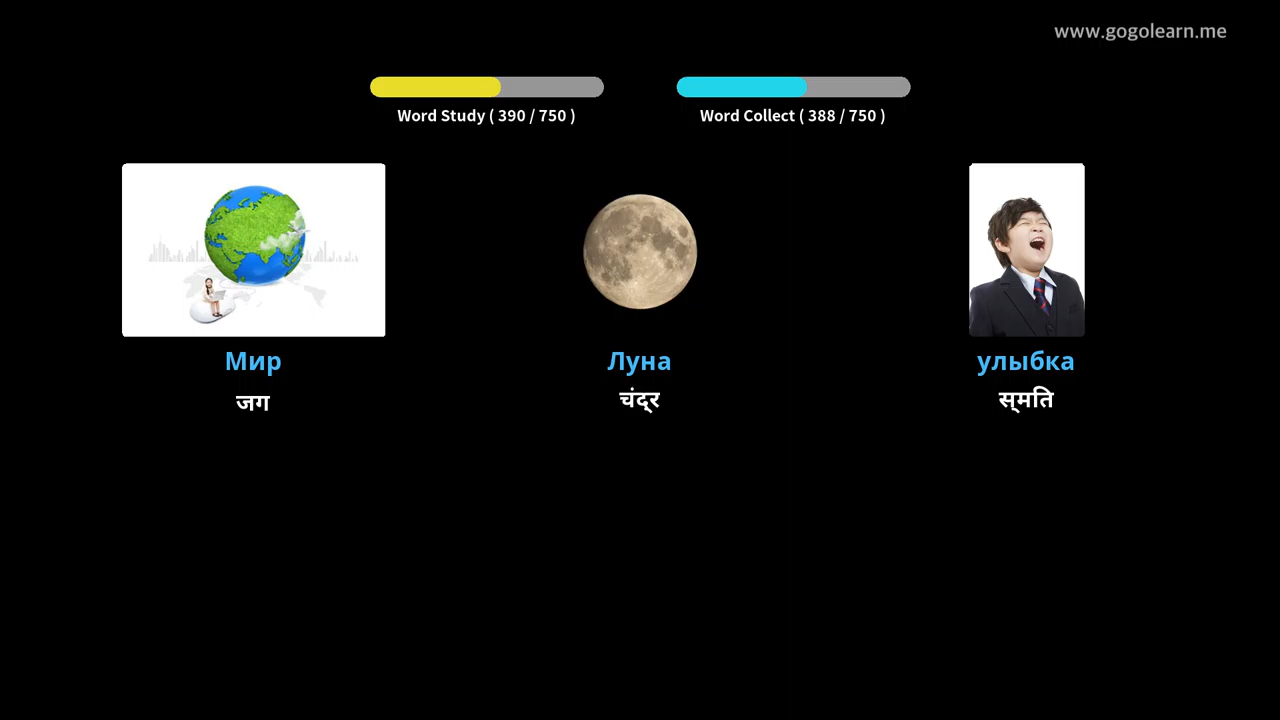 www.gogolearn.me
Word Study ( 390 / 750 )
Word Collect ( 388 / 750 )
Мир
Луна
улыбка
जग
चंद्र
स्मति